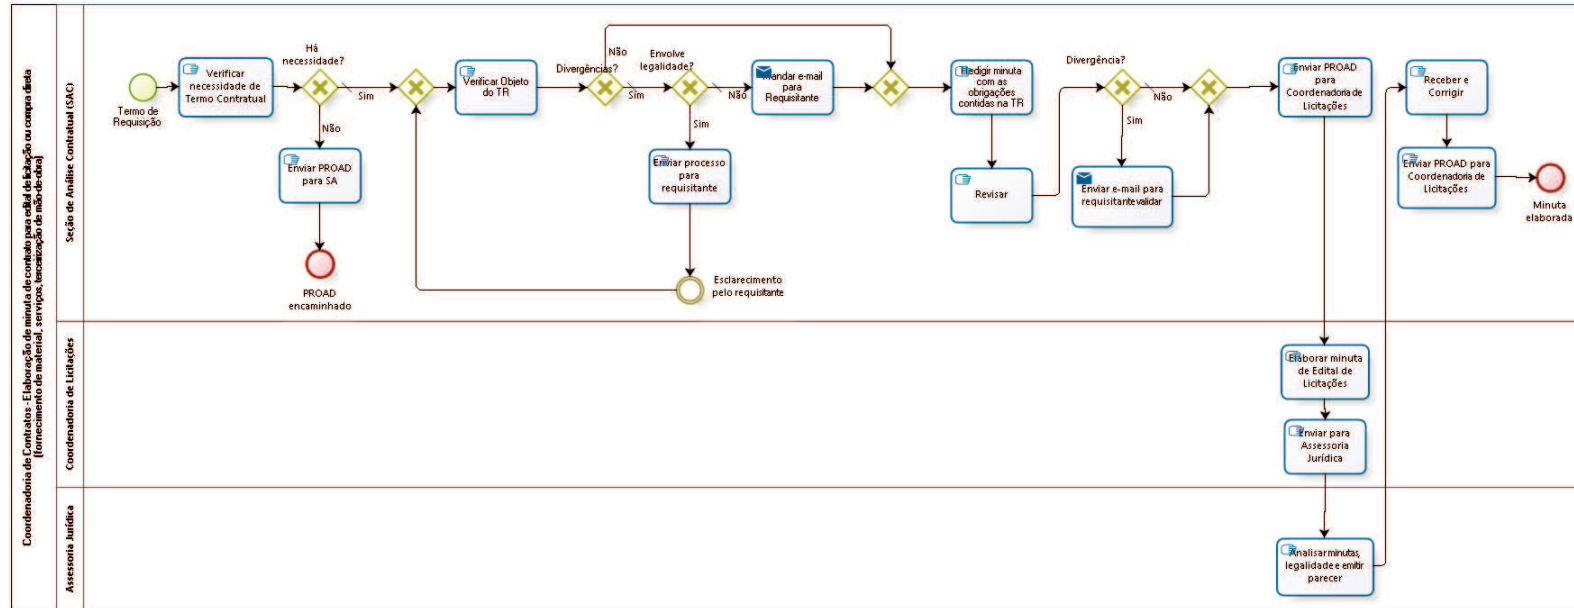 Coordenadoria de Contratos - Elaboração de minuta de contrato para edital de licitação ou compra direta
(fornecimento de material, serviços, terceirização de mão-de-obra)
Seção de Análise Contratual (SAC)
Termo de
Requisição
Verificar
necessidade de
Termo Contratual
Há
necessidade?
Sim
Não
Enviar PROAD
para SA
PROAD
encaminhado
Verificar Objeto
do TR
Divergências?
Não
Sim
Envolve
legalidade?
Não
Sim
Enviar processo
para
requisitante
Esclarecimento
pelo requisitante
Mandar e-mail
para
Requisitante
Redigir minuta
com as
obrigações
contidas na TR
Revisar
Divergência?
Não
Sim
Enviar e-mail para
requisitante validar
Enviar PROAD
para
Coordenadoria de
Licitações
Receber e
Corrigir
Enviar PROAD para
Coordenadoria de
Licitações
Minuta
elaborada
Coordenadoria de Licitações
Elaborar minuta
de Edital de
Licitações
Enviar para
Assessoria
Jurídica
Assessoria Jurídica
Analisar minutas,
legalidade e emitir
parecer